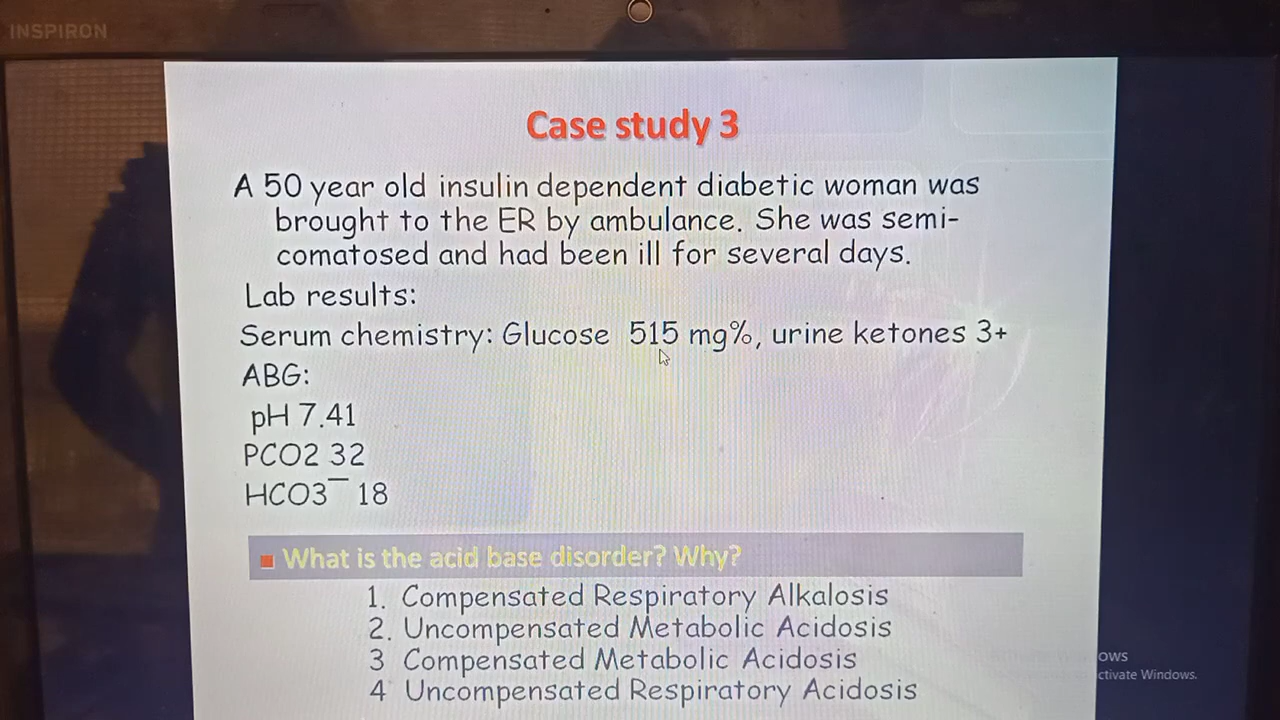 INSPIRON
Case study 3
A 50 year old insulin dependent diabetic woman was
brought to the ER by ambulance. She was semi-
comatosed and had been ill for several days.
Lab results:
Serum chemistry: Glucose 515 mg%, urine ketones 3+
ABG:
pH 7.41
PCO2 32
HCO3¯ 18
■ What is the acid base disorder? Why?
1. Compensated Respiratory Alkalosis
2. Uncompensated Metabolic Acidosis
3 Compensated Metabolic Acidosis
4 Uncompensated Respiratory Acidosis
ows
ctivate Windows.